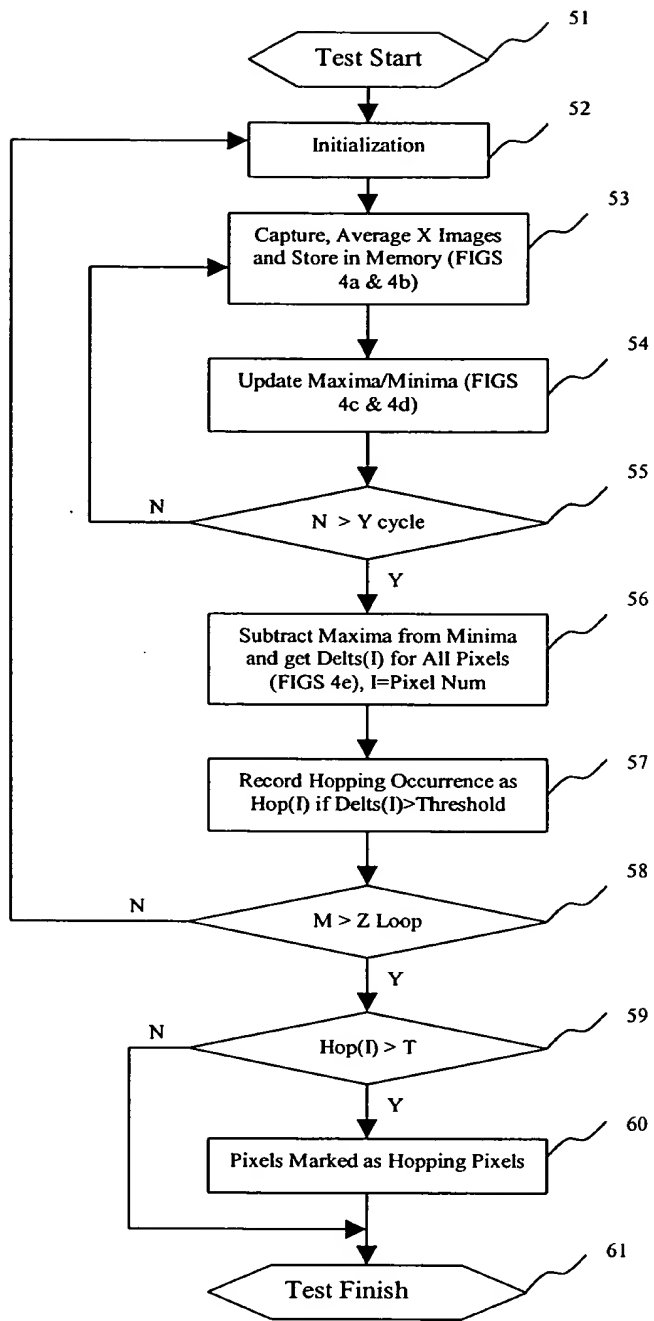 51
Test Start
52
Initialization
53
Capture, Average X Images
and Store in Memory (FIGS
4a & 4b)
54
Update Maxima/Minima (FIGS
4c & 4d)
55
N
N > Y cycle
Y
56
Subtract Maxima from Minima
and get Delts(I) for All Pixels
(FIGS 4e), I=Pixel Num
57
Record Hopping Occurrence as
Hop(I) if Delts(I)>Threshold
58
N
M > Z Loop
Y
59
N
Hop(I) > T
Y
60
Pixels Marked as Hopping Pixels
61
Test Finish